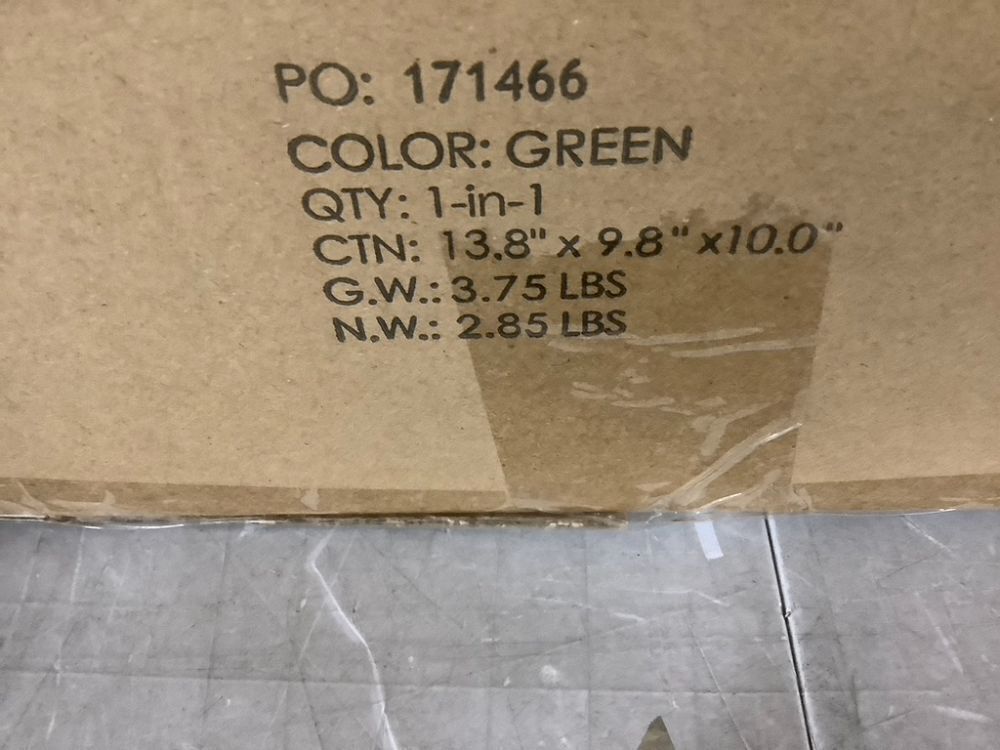 PO: 171466
COLOR: GREEN
QTY: 1-in-1
CTN: 13.8" x 9.8" x10.0"
G.W.: 3.75 LBS
N.W.: 2.85 LBS